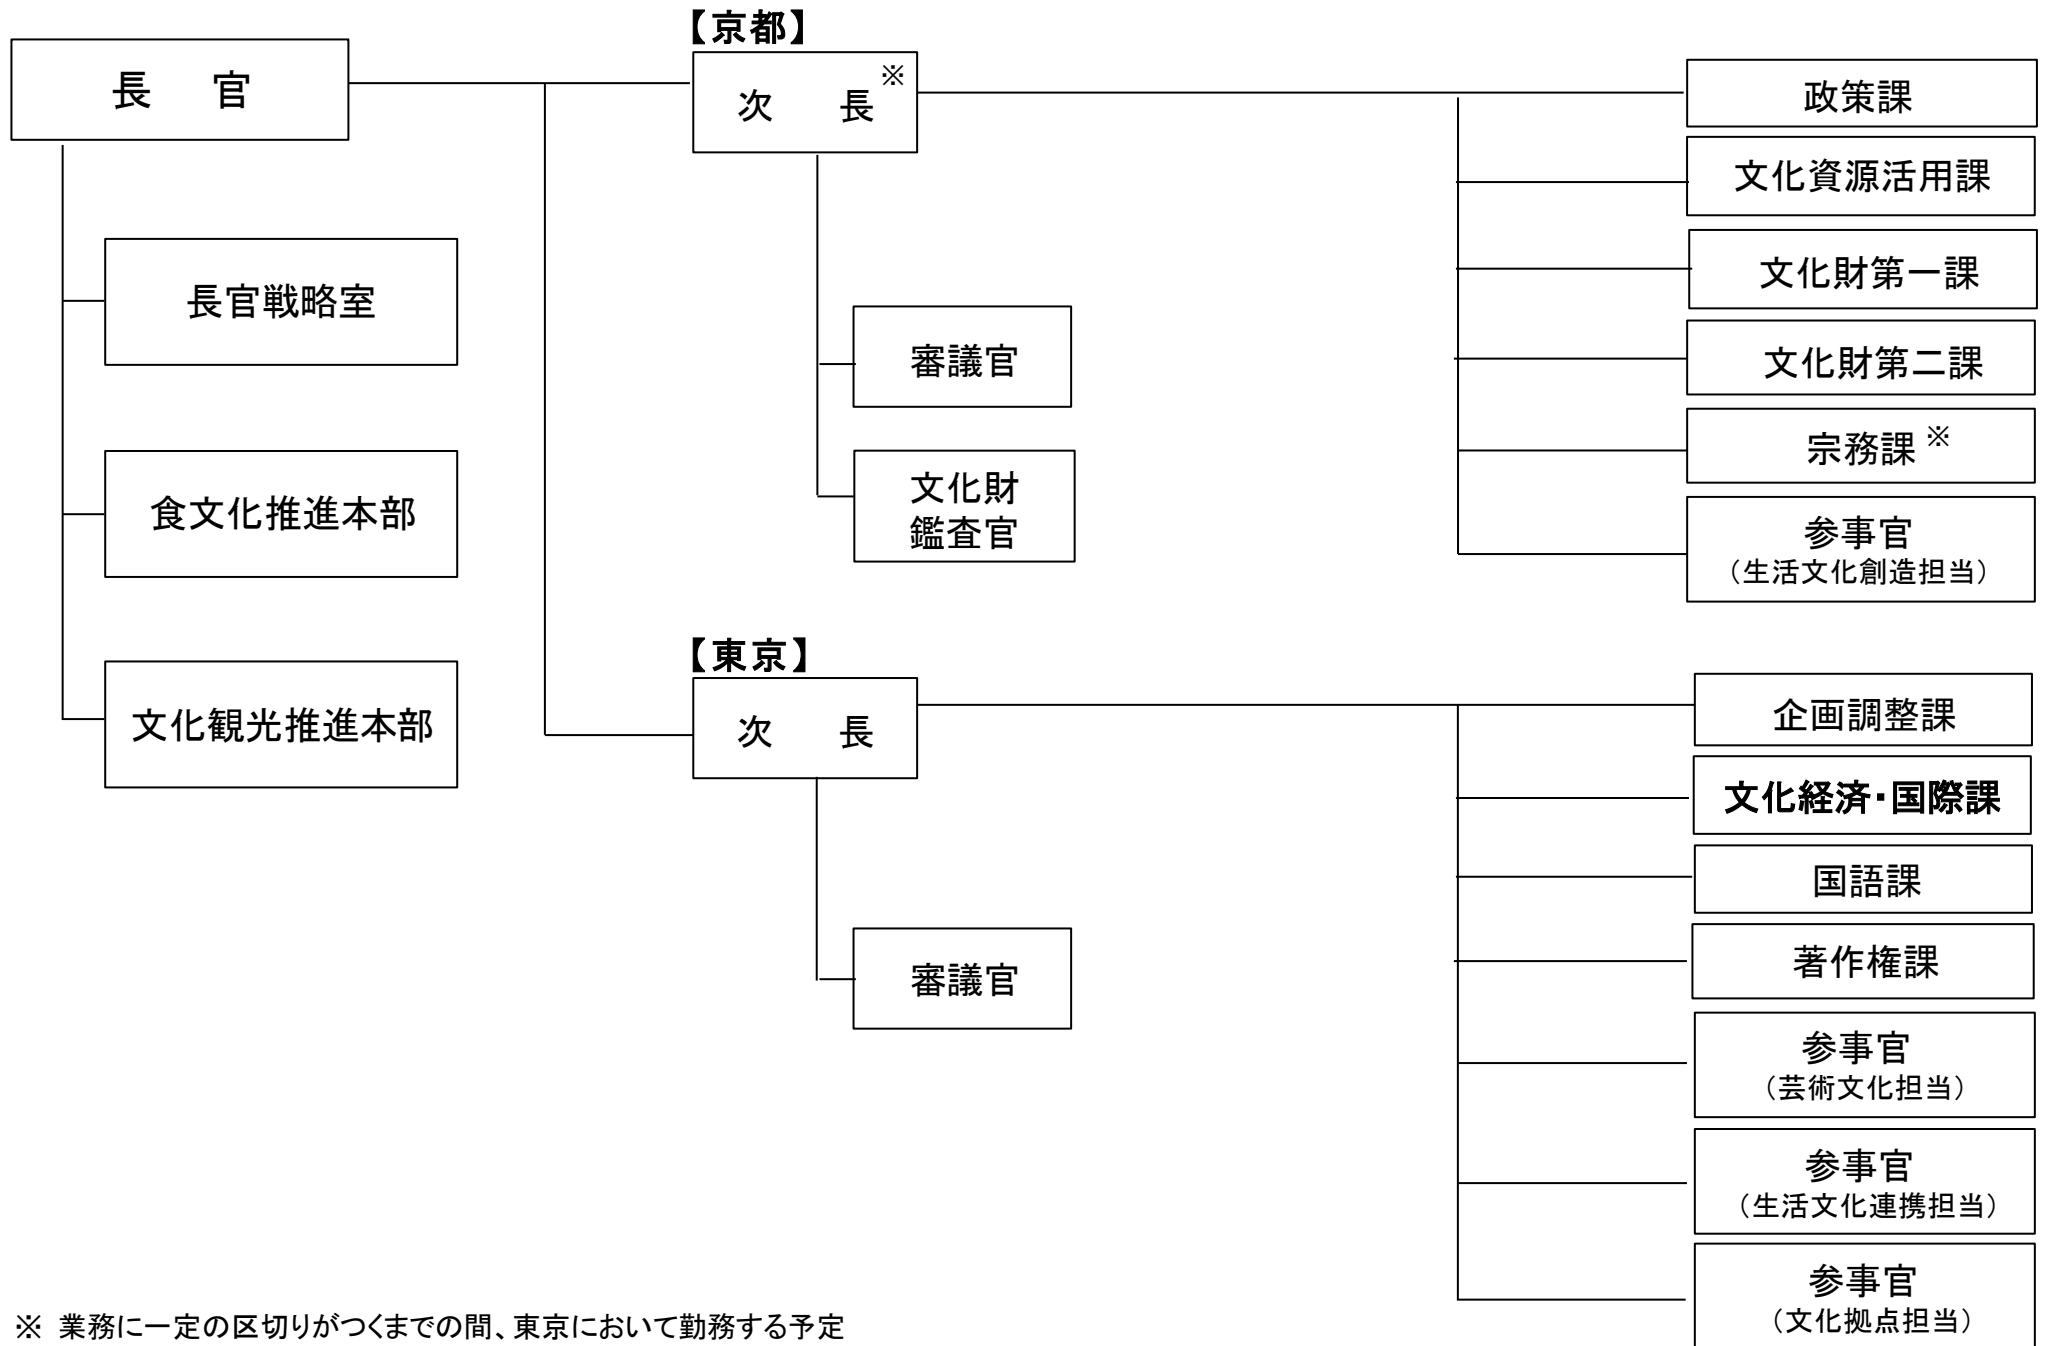 長　官
長官戦略室
食文化推進本部
文化観光推進本部
【京都】
次　長※
審議官
文化財
鑑査官
政策課
文化資源活用課
文化財第一課
文化財第二課
宗務課※
参事官
（生活文化創造担当）
【東京】
次　長
審議官
企画調整課
文化経済・国際課
国語課
著作権課
参事官
（芸術文化担当）
参事官
（生活文化連携担当）
参事官
（文化拠点担当）
※ 業務に一定の区切りがつくまでの間、東京において勤務する予定